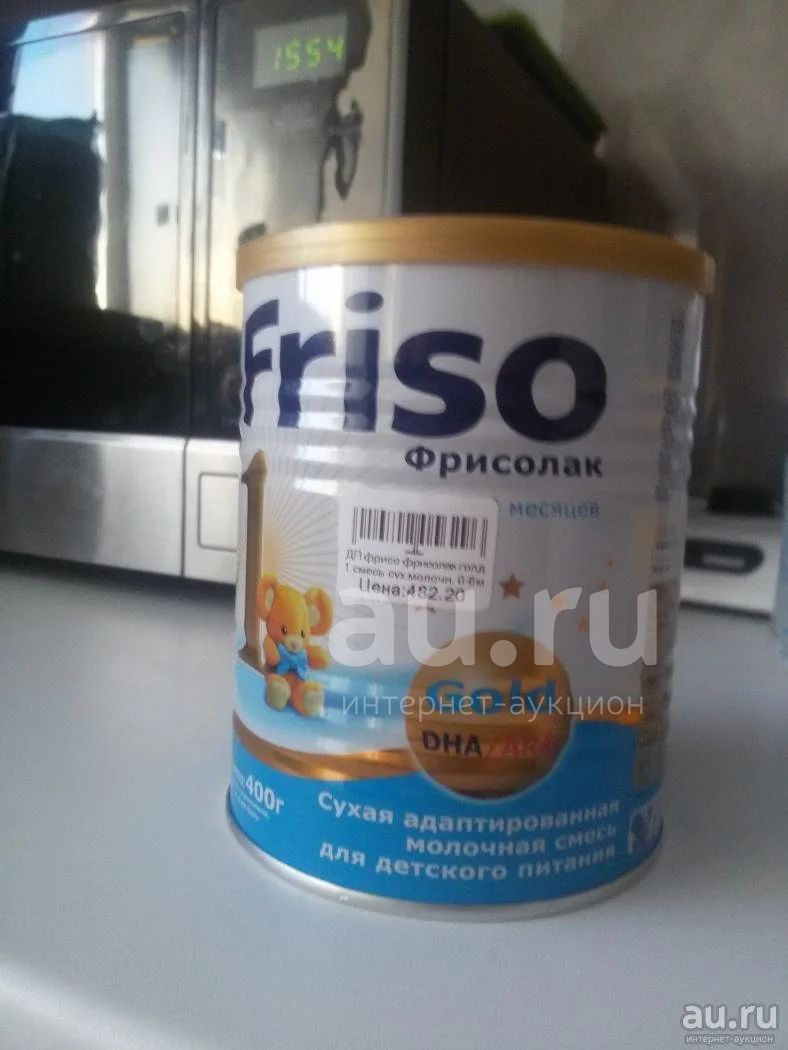 1554
Friso
Фрисолак
1
месяцев
ДП фрисо фрисолак голд
1 смесь сух.молочн. 0-6м
Цена:482.20
au.ru
интернет-аукцион
Gold
DHA/ARA
400г
Сухая адаптированная
молочная смесь
для детского питания
au.ru
интернет-аукцион